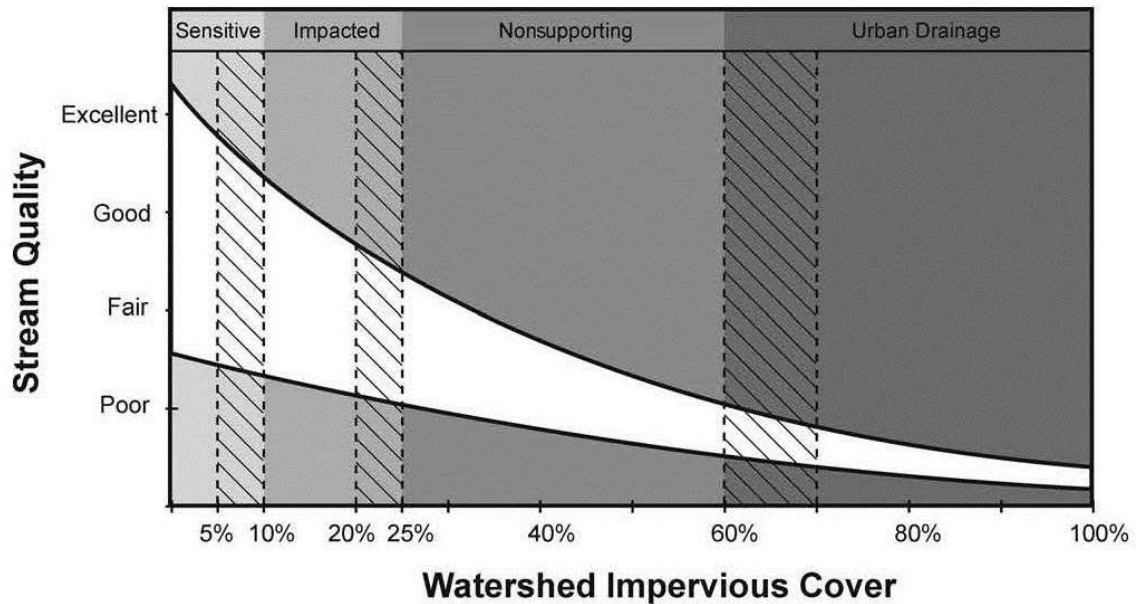 Sensitive Impacted Nonsupporting Urban Drainage
Excellent
Good
Fair
Poor
Stream Quality
5% 10% 20% 25% 40% 60% 80% 100%
Watershed Impervious Cover